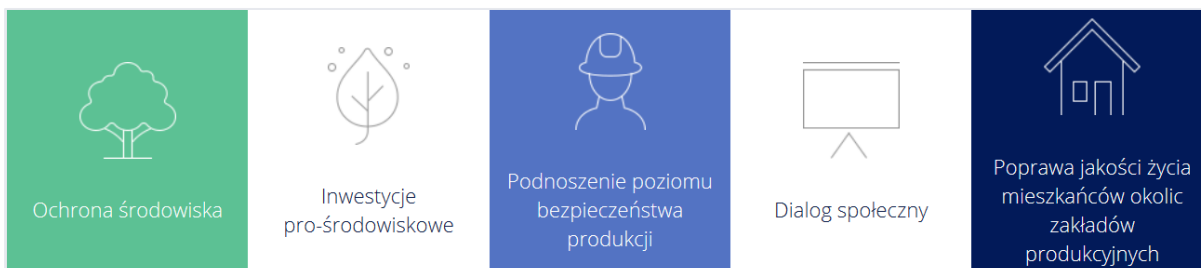 Ochrona środowiska
Inwestycje
pro-środowiskowe
Podnoszenie poziomu
bezpieczeństwa
produkcji
Dialog społeczny
Poprawa jakości życia
mieszkańców okolic
zakładów
produkcyjnych